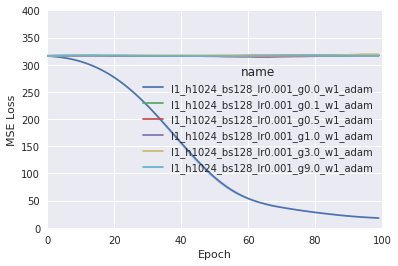 400
350
300
250
200
150
100
50
0
MSE Loss
name
l1_h1024_bs128_lr0.001_g0.0_w1_adam
l1_h1024_bs128_lr0.001_g0.1_w1_adam
l1_h1024_bs128_lr0.001_g0.5_w1_adam
l1_h1024_bs128_lr0.001_g1.0_w1_adam
l1_h1024_bs128_lr0.001_g3.0_w1_adam
l1_h1024_bs128_lr0.001_g9.0_w1_adam
0 20 40 60 80 100
Epoch